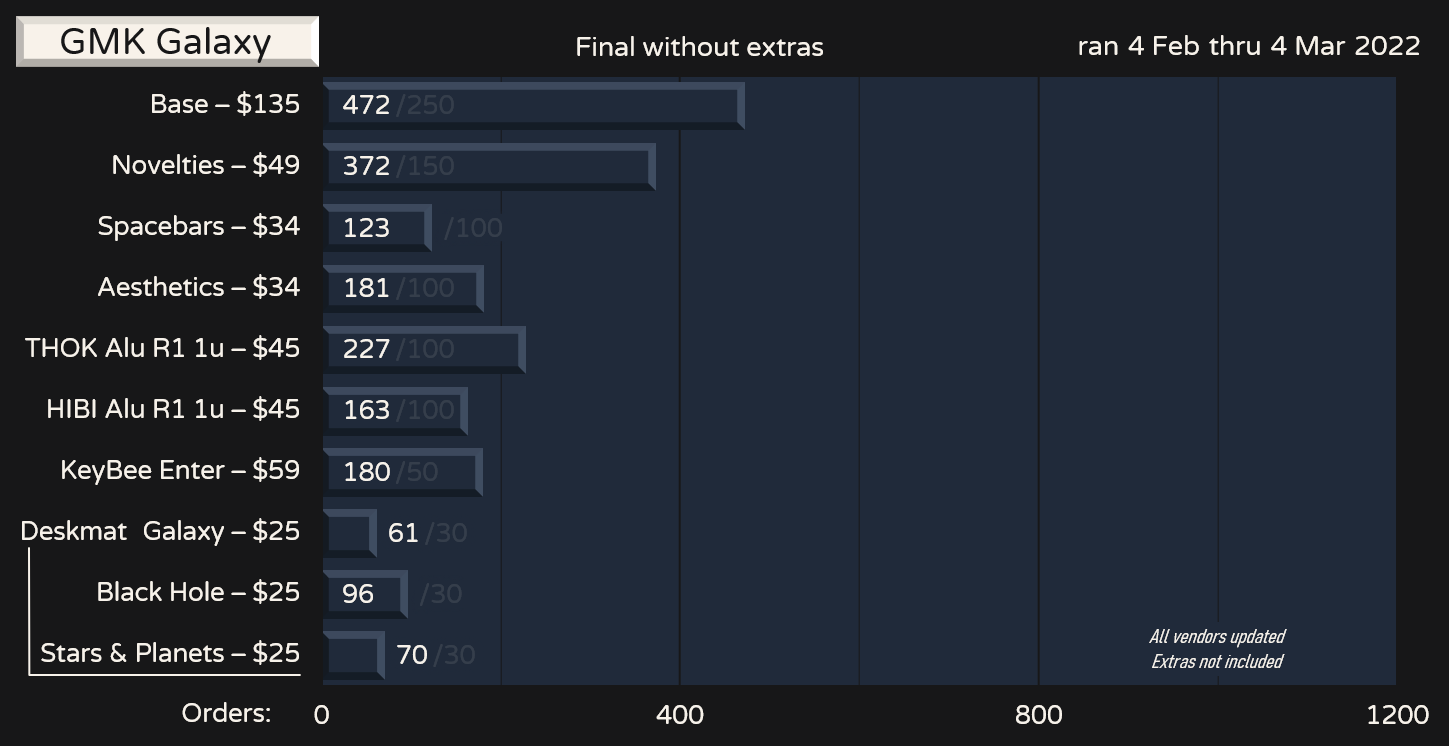 GMK Galaxy
Final without extras
ran 4 Feb thru 4 Mar 2022
Base – $135 472 /250
Novelties – $49 372 /150
Spacebars – $34 123 /100
Aesthetics – $34 181 /100
THOK Alu R1 1u – $45 227 /100
HIBI Alu R1 1u – $45 163 /100
KeyBee Enter – $59 180 /50
Deskmat Galaxy – $25 61 /30
Black Hole – $25 96 /30
Stars & Planets – $25 70 /30
All vendors updated
Extras not included
Orders: 0 400 800 1200